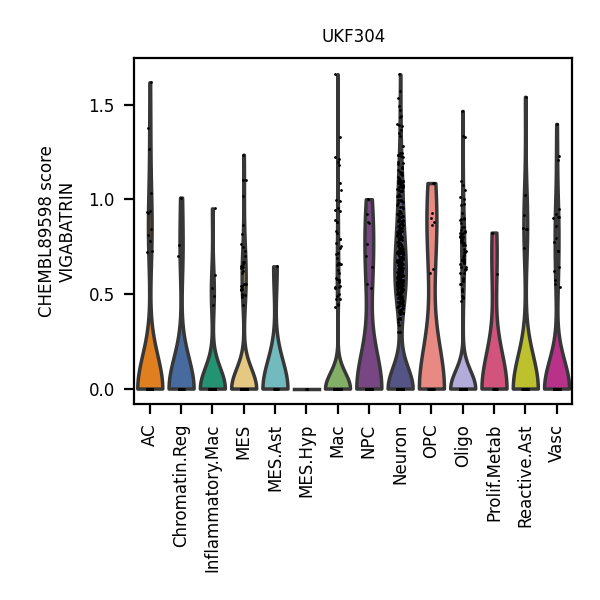 UKF304
CHEMBL89598 score
VIGABATRIN
1.5
1.0
0.5
0.0
AC
Chromatin.Reg
Inflammatory.Mac
MES
MES.Ast
MES.Hyp
Mac
NPC
Neuron
OPC
Oligo
Prolif.Metab
Reactive.Ast
Vasc